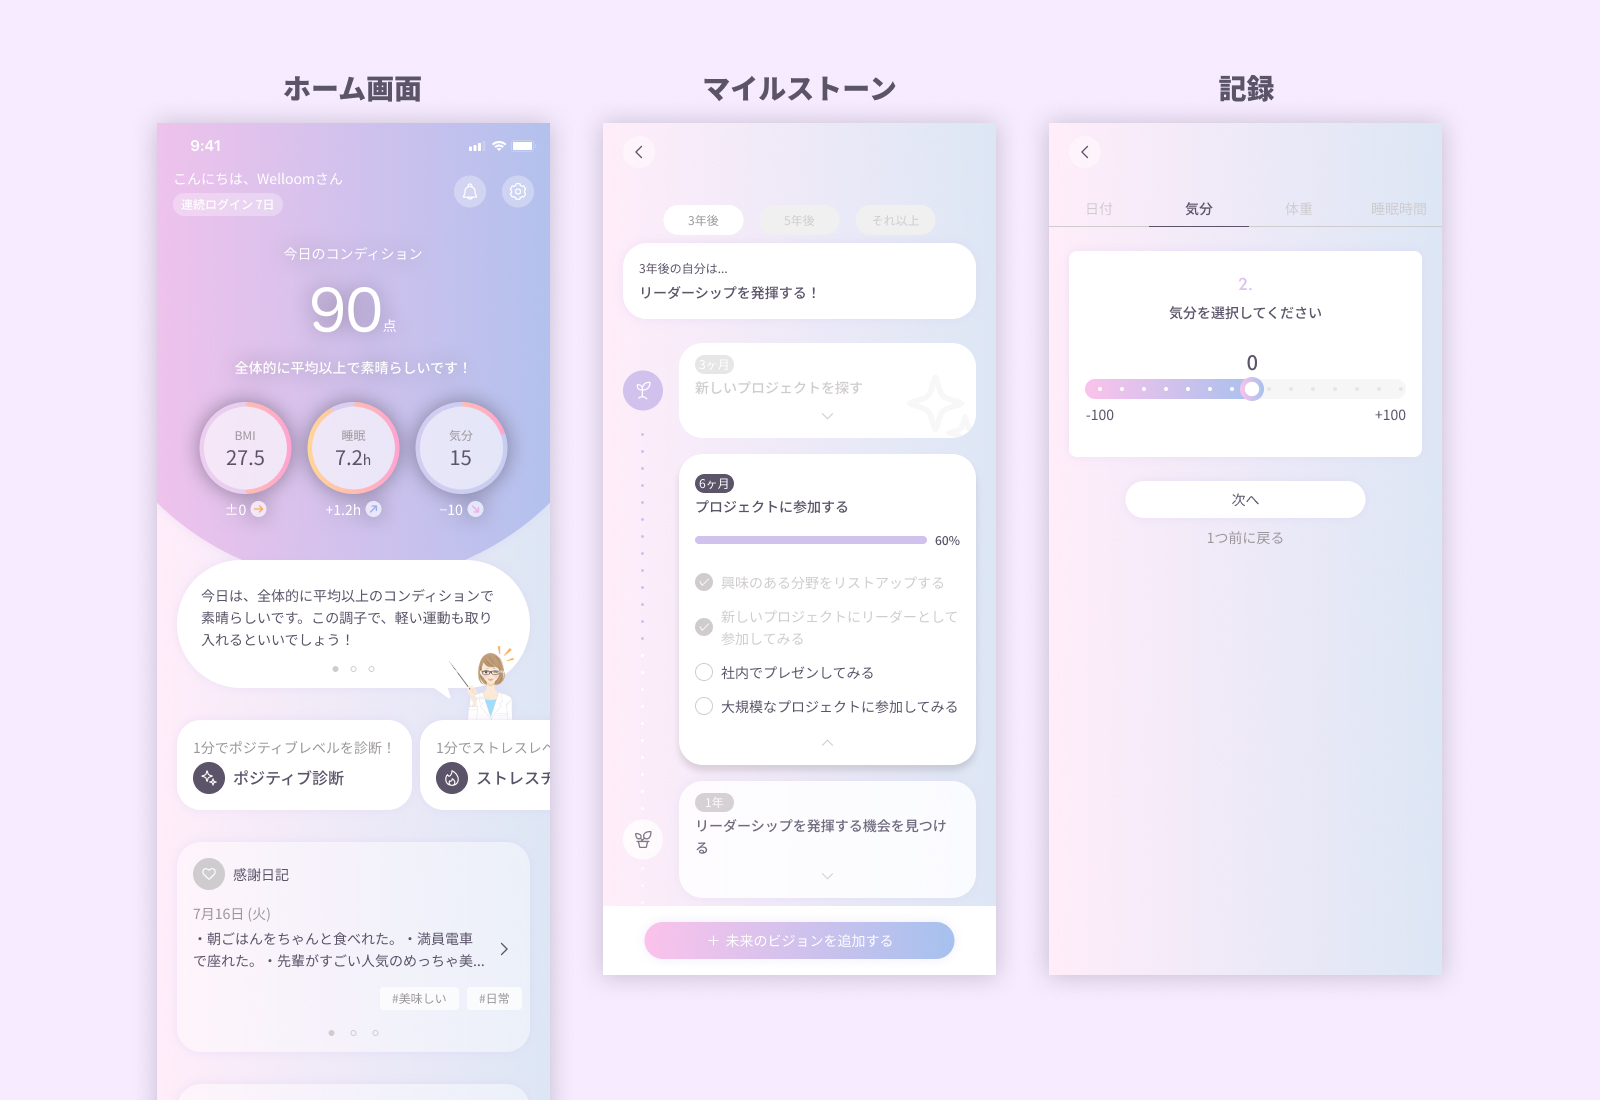 ホーム画面
9:41
こんにちは、Welloomさん
連続ログイン 7日
今日のコンディション
90点
全体的に平均以上で素晴らしいです！
BMI
27.5
睡眠
7.2h
気分
15
±0
+1.2h
−10
今日は、全体的に平均以上のコンディションで
素晴らしいです。この調子で、軽い運動も取り
入れるといいでしょう！
1分でポジティブレベルを診断！
ポジティブ診断
1分でストレスレベ
ストレスチ
感謝日記
7月16日 (火)
・朝ごはんをちゃんと食べれた。・満員電車
で座れた。・先輩がすごい人気のめっちゃ美...
#美味しい
#日常
マイルストーン
3年後
5年後
それ以上
3年後の自分は...
リーダーシップを発揮する！
3ヶ月
新しいプロジェクトを探す
6ヶ月
プロジェクトに参加する
60%
興味のある分野をリストアップする
新しいプロジェクトにリーダーとして
参加してみる
社内でプレゼンしてみる
大規模なプロジェクトに参加してみる
1年
リーダーシップを発揮する機会を見つけ
る
＋ 未来のビジョンを追加する
記録
日付
気分
体重
睡眠時間
2.
気分を選択してください
0
-100
+100
次へ
1つ前に戻る